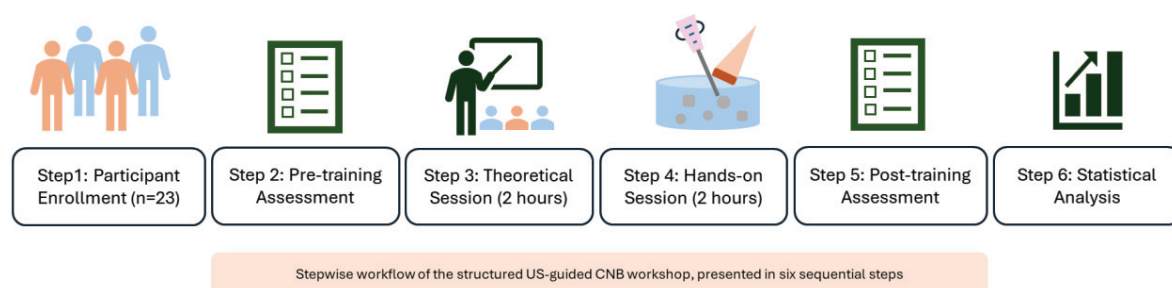 Step1: Participant
Enrollment (n=23)
Step 2: Pre-training
Assessment
Step 3: Theoretical
Session (2 hours)
Step 4: Hands-on
Session (2 hours)
Step 5: Post-training
Assessment
Step 6: Statistical
Analysis
Stepwise workflow of the structured US-guided CNB workshop, presented in six sequential steps